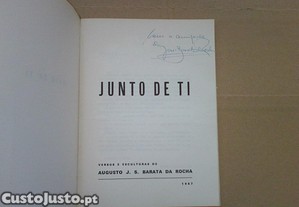 JUNTO DE TI
VERSOS E ESCULTURAS DE
AUGUSTO J. S. BARATA DA ROCHA
1967
CustoJusto.pt